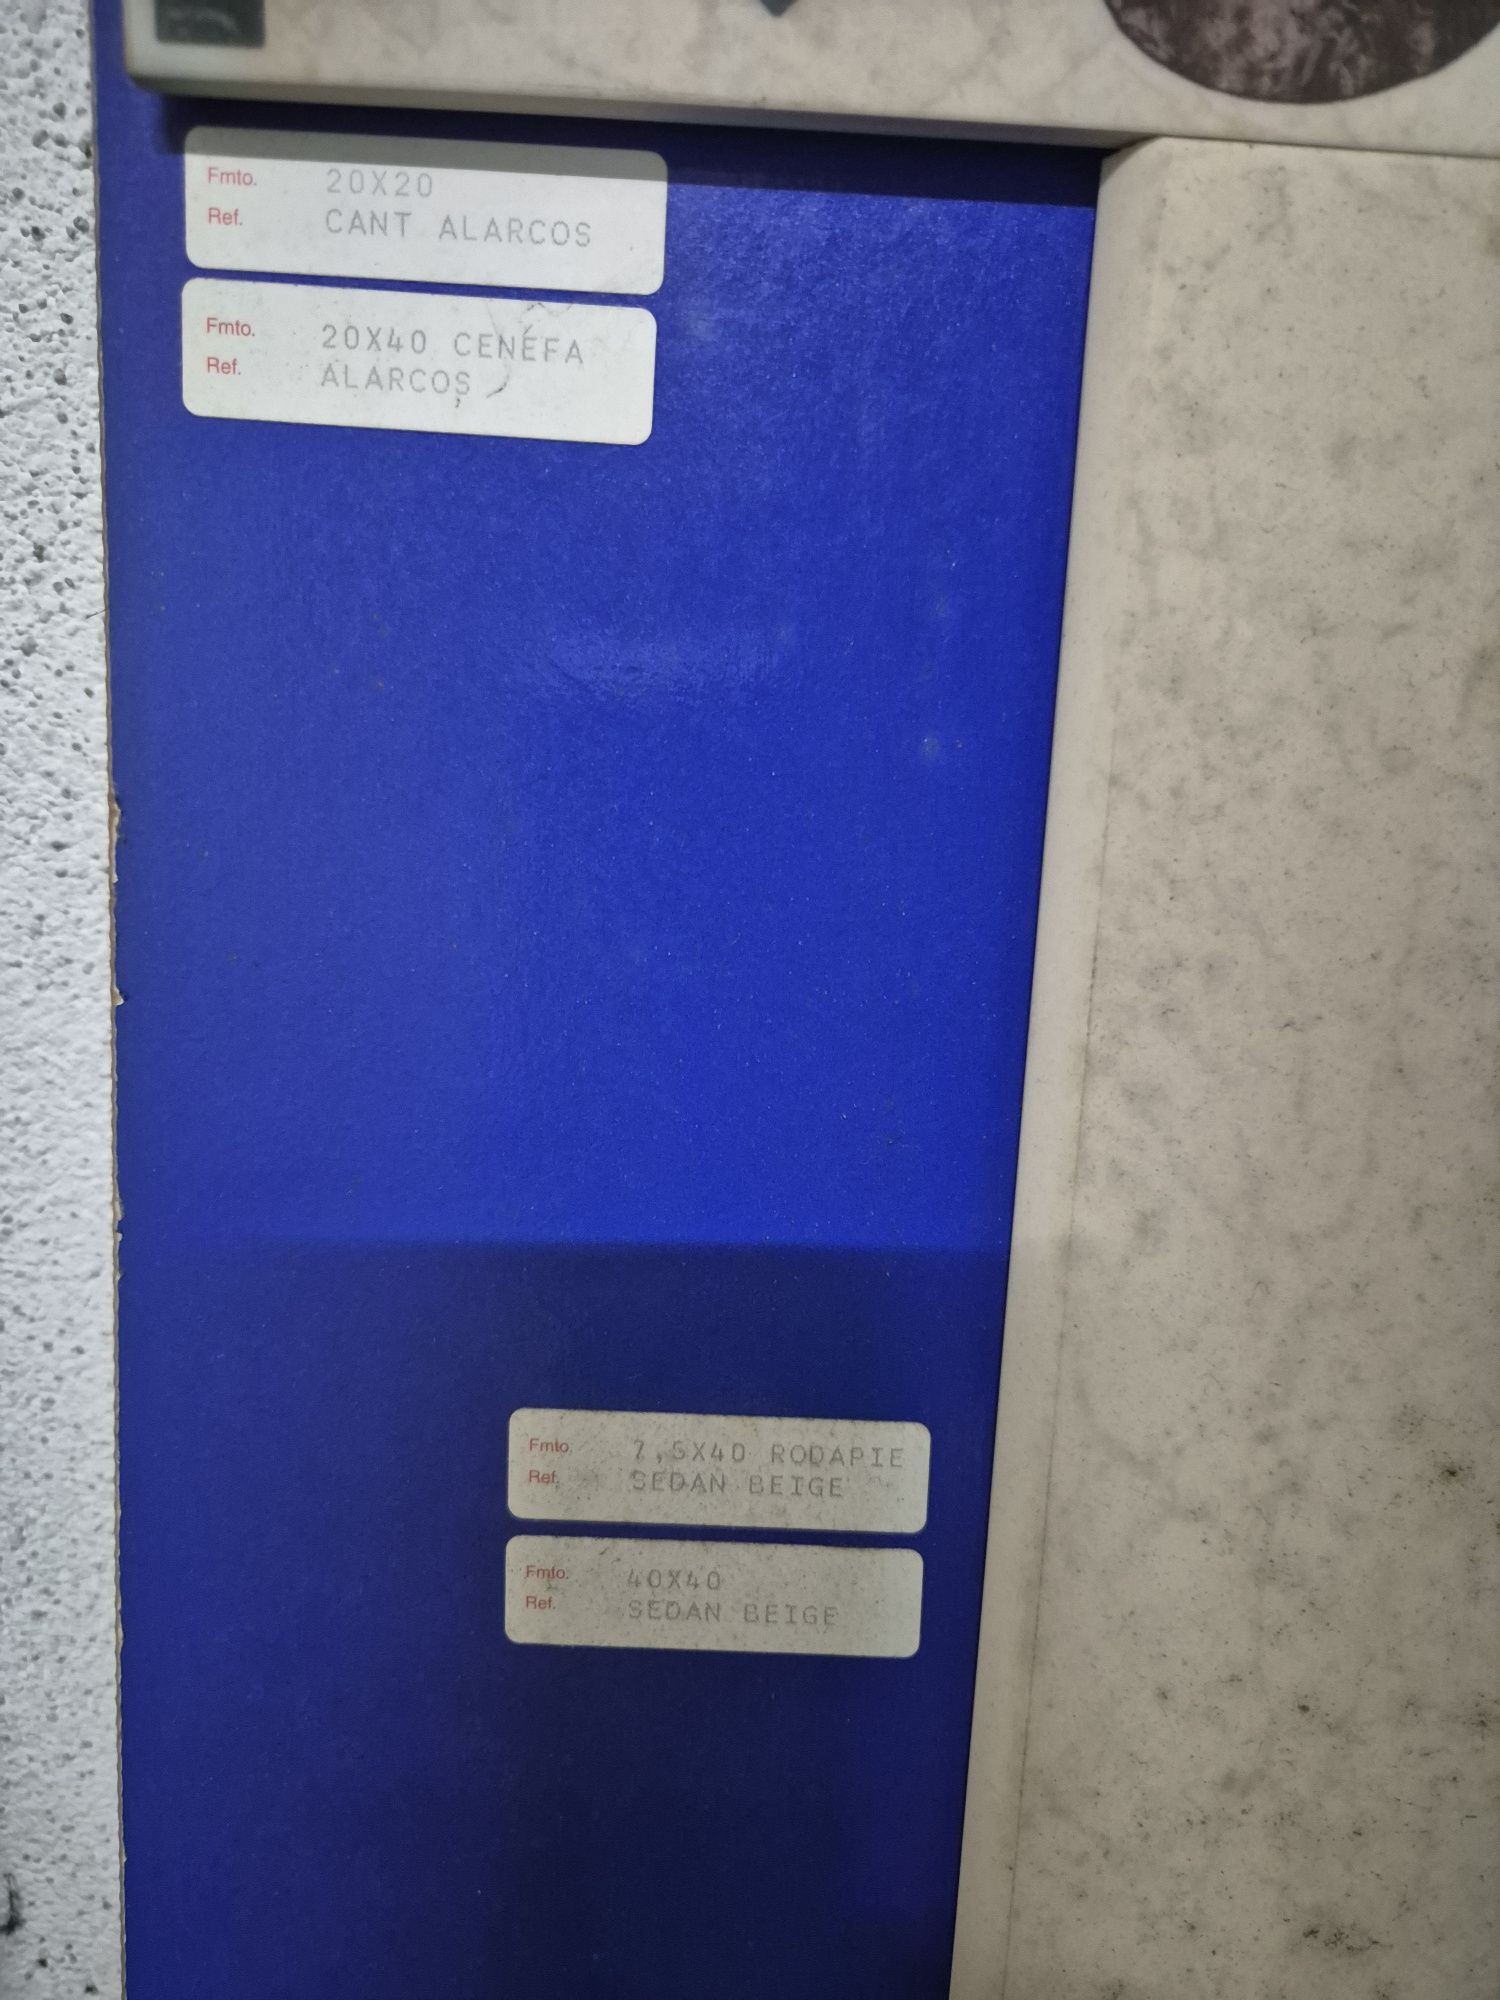 Fmto. 20X20
Ref. CANT ALARCOS
Fmto. 20X40 CENEFA
Ref. ALARCOS
Fmto. 7,5X40 RODAPIE
Ref. SEDAN BEIGE
Fmto. 40X40
Ref. SEDAN BEIGE